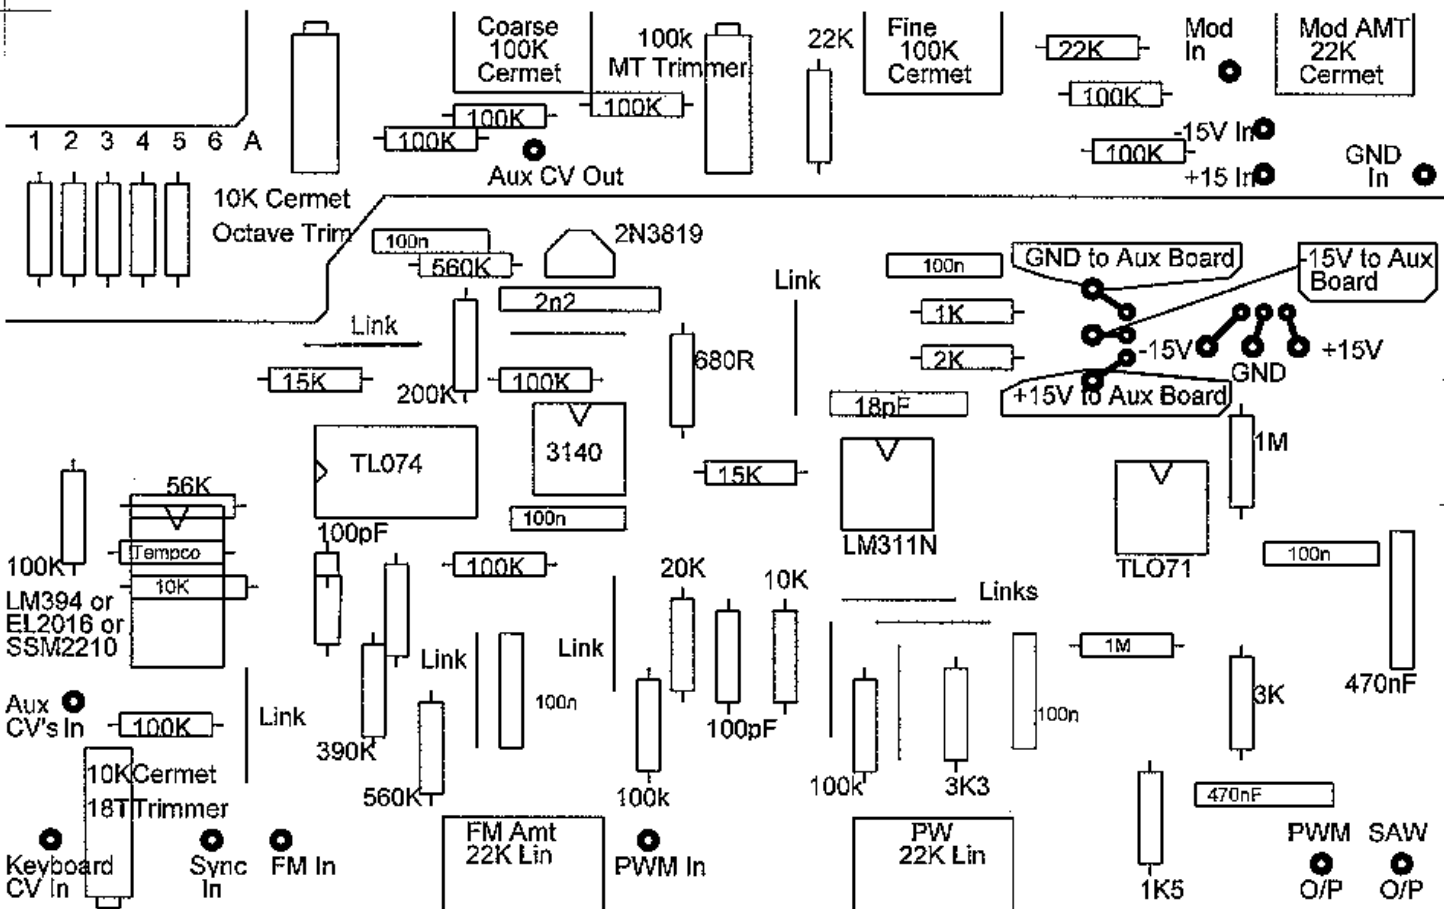 Coarse
100K
Cermet
100k
MT Trimmer
22K
Fine
100K
Cermet
22K
Mod
In
Mod AMT
22K
Cermet
100K
100K
100K
100K
1 2 3 4 5 6 A
-15V In
100K
GND
In
+15 In
Aux CV Out
10K Cermet
Octave Trim
100n
2N3819
560K
Link
100n
GND to Aux Board
-15V to Aux
Board
2n2
1K
Link
680R
2K
-15V
+15V
GND
15K
200K
100K
18pF
+15V to Aux Board
TL074
3140
15K
1M
56K
100n
100pF
LM311N
Tempco
100K
100K
20K
10K
TLO71
100n
10K
Links
LM394 or
EL2016 or
SSM2210
Link
Link
1M
470nF
3K
Aux
CV's In
100K
Link
100n
100pF
100n
390K
10KCermet
18TTrimmer
560K
100k
100k
3K3
470nF
FM Amt
22K Lin
PW
22K Lin
PWM
SAW
Keyboard
CV In
Sync
In
FM In
PWM In
1K5
O/P
O/P